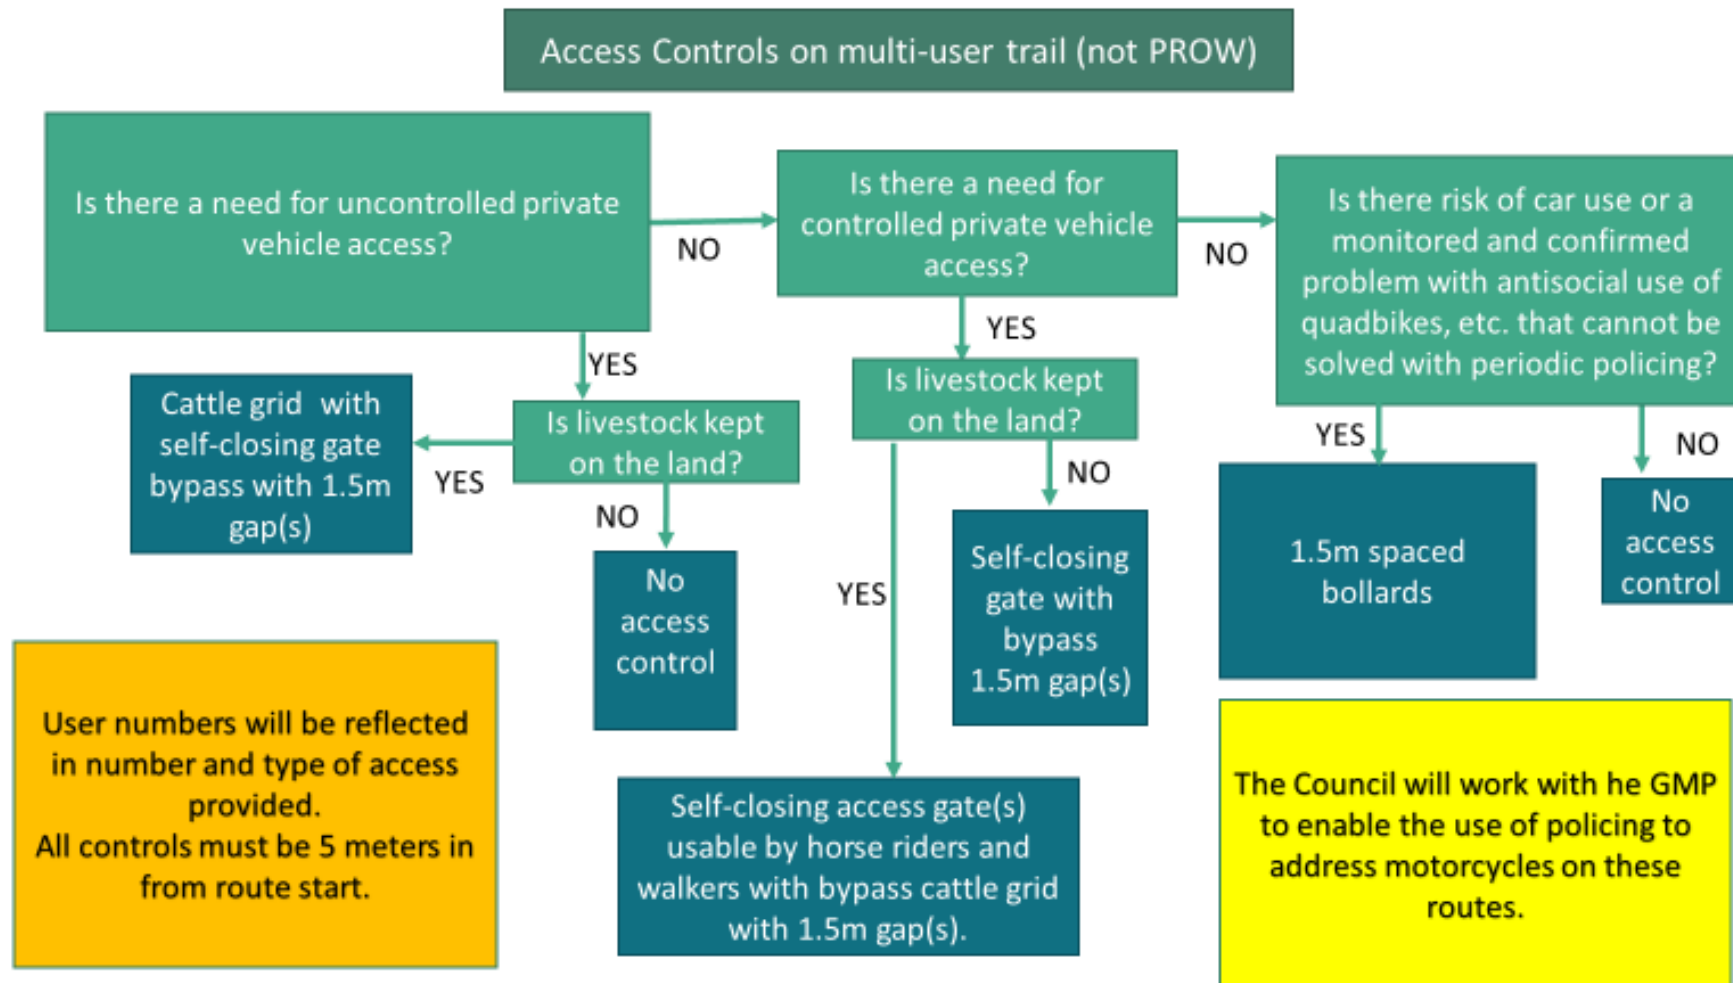 Access Controls on multi-user trail (not PROW)
Is there a need for uncontrolled private
vehicle access?
NO
Is there a need for
controlled private vehicle
access?
NO
Is there risk of car use or a
monitored and confirmed
problem with antisocial use of
quadbikes, etc. that cannot be
solved with periodic policing?
YES
Is livestock kept
on the land?
YES
Cattle grid with
self-closing gate
bypass with 1.5m
gap(s)
NO
No
access
control
YES
Is livestock kept
on the land?
NO
Self-closing
gate with
bypass
1.5m gap(s)
YES
Self-closing access gate(s)
usable by horse riders and
walkers with bypass cattle grid
with 1.5m gap(s).
YES
1.5m spaced
bollards
NO
No
access
control
User numbers will be reflected
in number and type of access
provided.
All controls must be 5 meters in
from route start.
The Council will work with he GMP
to enable the use of policing to
address motorcycles on these
routes.